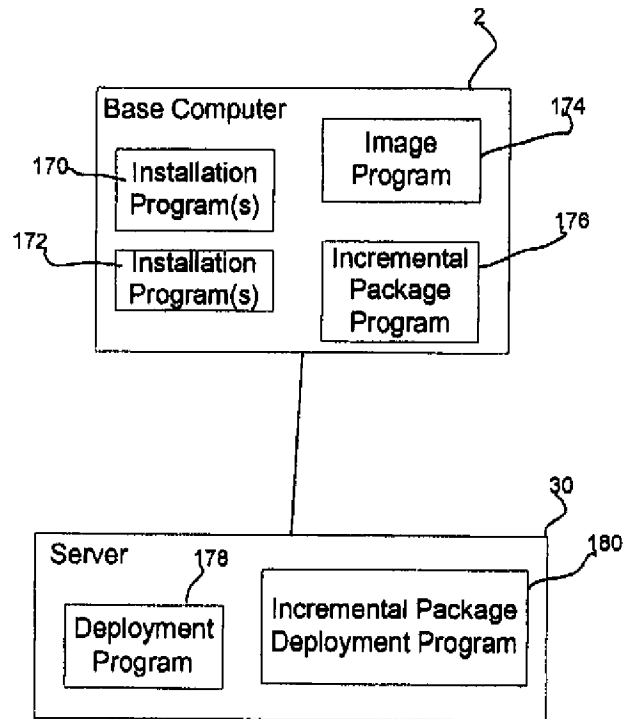 2
Base Computer
174
Image
Program
170
Installation
Program(s)
172
Installation
Program(s)
176
Incremental
Package
Program
30
Server
178
180
Deployment
Program
Incremental Package
Deployment Program